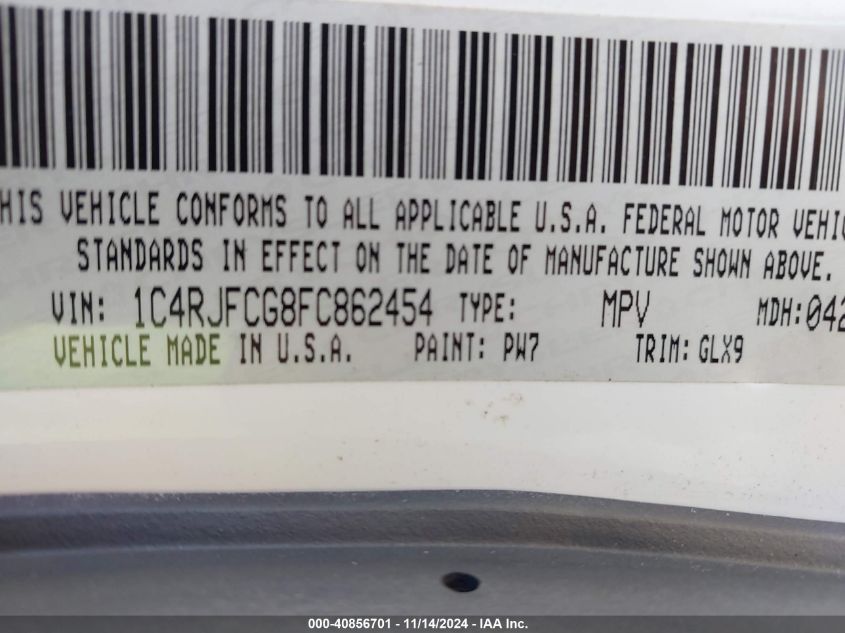 HIS VEHICLE CONFORMS TO ALL APPLICABLE U.S.A. FEDERAL MOTOR VEHIC
STANDARDS IN EFFECT ON THE DATE OF MANUFACTURE SHOWN ABOVE.
VIN: 1C4RJFCG8FC862454 TYPE: MPV MDH:042
VEHICLE MADE IN U.S.A. PAINT: PW7 TRIM: GLX9
000-40856701 - 11/14/2024 - IAA Inc.